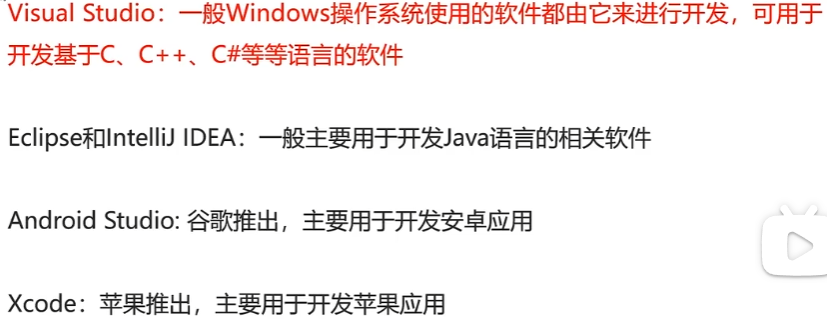 Visual Studio：一般Windows操作系统使用的软件都由它来进行开发，可用于
开发基于C、C++、C#等等语言的软件
Eclipse和IntelliJ IDEA：一般主要用于开发Java语言的相关软件
Android Studio: 谷歌推出，主要用于开发安卓应用
Xcode：苹果推出，主要用于开发苹果应用